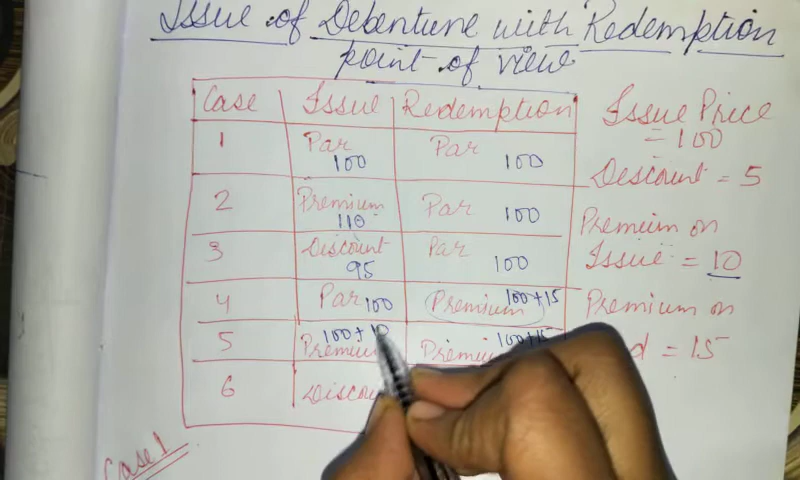 Issue of Debenture with Redemption
point of view
Case Issue Redemption
1 Par 100 Par 100
2 Premium 110 Par 100
3 Discount 95 Par 100
4 Par 100 Premium 100+15
5 100+10 Premium 100+15
6
Issue Price
= 100
Discount = 5
Premium on
Issue = 10
Premium on
= 15
Case 1